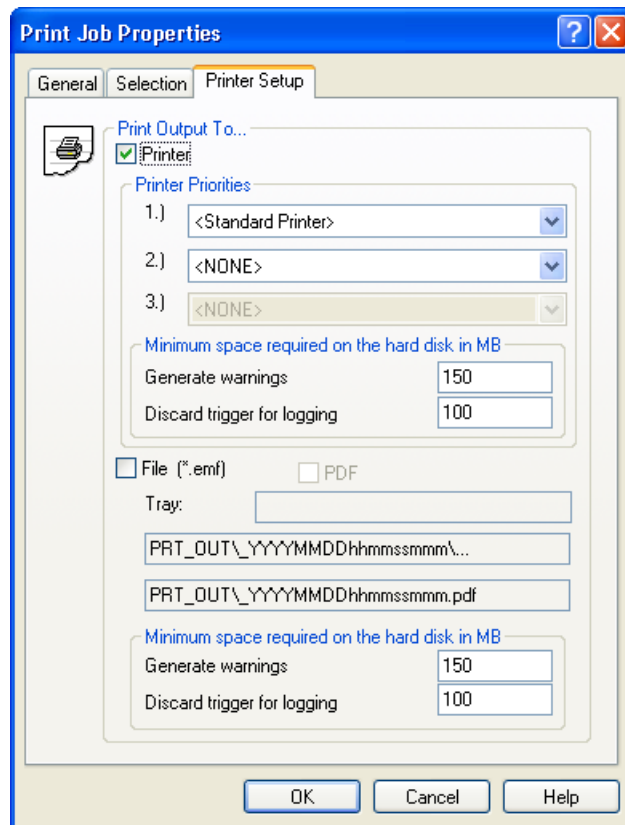 Print Job Properties
General Selection Printer Setup
Print Output To...
Printer
Printer Priorities
1.) <Standard Printer>
2.) <NONE>
3.) <NONE>
Minimum space required on the hard disk in MB
Generate warnings 150
Discard trigger for logging 100
File (*.emf) PDF
Tray:
PRT_OUT\_YYYYMMDDhhmmssmmm\...
PRT_OUT\_YYYYMMDDhhmmssmmm.pdf
Minimum space required on the hard disk in MB
Generate warnings 150
Discard trigger for logging 100
OK Cancel Help